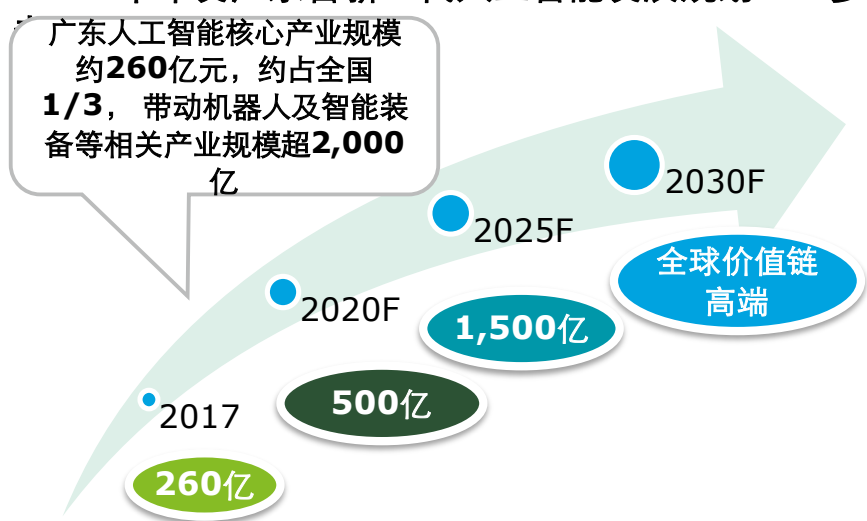 广东人工智能核心产业规模
约260亿元，约占全国
1/3， 带动机器人及智能装
备等相关产业规模超2,000
亿
2030F
2025F
全球价值链
高端
2020F
1,500亿
2017
500亿
260亿